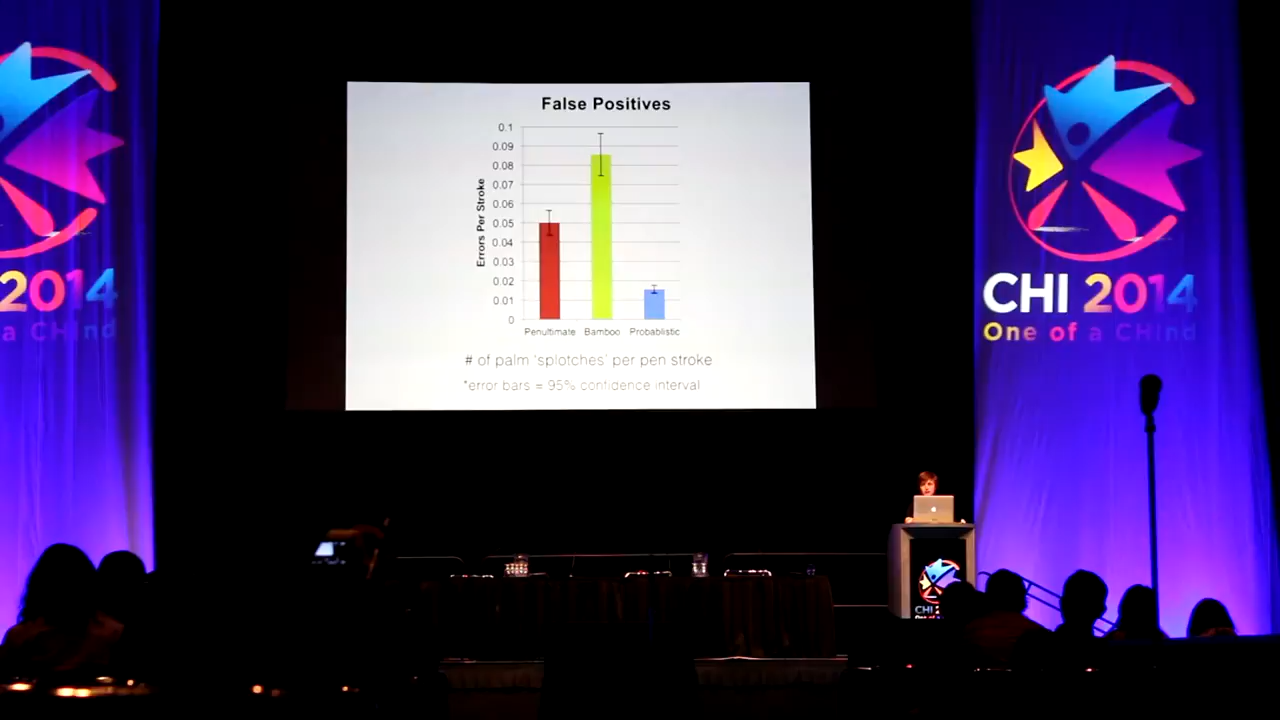 False Positives
0.1
0.09
0.08
0.07
0.06
0.05
0.04
0.03
0.02
0.01
0
Errors Per Stroke
Penultimate Bamboo Probablistic
# of palm 'splotches' per pen stroke
*error bars = 95% confidence interval
2014
a CHInd
CHI 2014
One of a CHInd
CHI